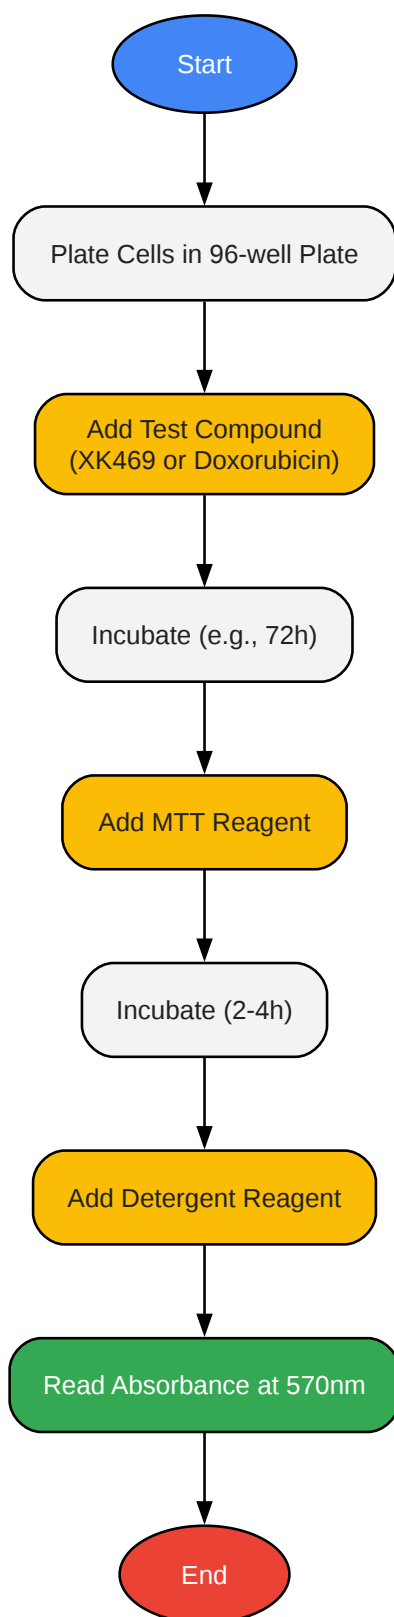 Start
Plate Cells in 96-well Plate
Add Test Compound
(XK469 or Doxorubicin)
Incubate (e.g., 72h)
Add MTT Reagent
Incubate (2-4h)
Add Detergent Reagent
Read Absorbance at 570nm
End